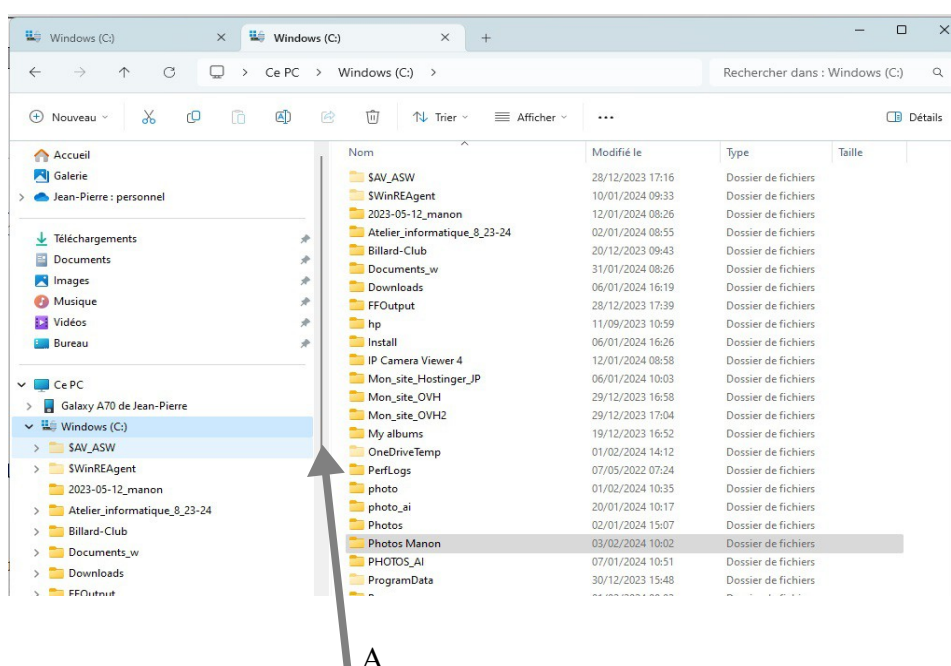 Windows (C:) Windows (C:)
Ce PC > Windows (C:) > Rechercher dans : Windows (C:)
Nouveau Trier Afficher ... Détails
Accueil
Galerie
Jean-Pierre : personnel
Téléchargements
Documents
Images
Musique
Vidéos
Bureau
Ce PC
Galaxy A70 de Jean-Pierre
Windows (C:)
$AV_ASW
$WinREAgent
2023-05-12_manon
Atelier_informatique_8_23-24
Billard-Club
Documents_w
Downloads
FFOutput
Nom Modifié le Type Taille
$AV_ASW 28/12/2023 17:16 Dossier de fichiers
$WinREAgent 10/01/2024 09:33 Dossier de fichiers
2023-05-12_manon 12/01/2024 08:26 Dossier de fichiers
Atelier_informatique_8_23-24 02/01/2024 08:55 Dossier de fichiers
Billard-Club 20/12/2023 09:43 Dossier de fichiers
Documents_w 31/01/2024 08:26 Dossier de fichiers
Downloads 06/01/2024 16:19 Dossier de fichiers
FFOutput 28/12/2023 17:39 Dossier de fichiers
hp 11/09/2023 10:59 Dossier de fichiers
Install 06/01/2024 16:26 Dossier de fichiers
IP Camera Viewer 4 12/01/2024 08:58 Dossier de fichiers
Mon_site_Hostinger_JP 06/01/2024 10:03 Dossier de fichiers
Mon_site_OVH 29/12/2023 16:58 Dossier de fichiers
Mon_site_OVH2 29/12/2023 17:04 Dossier de fichiers
My albums 19/12/2023 16:52 Dossier de fichiers
OneDriveTemp 01/02/2024 14:12 Dossier de fichiers
PerfLogs 07/05/2022 07:24 Dossier de fichiers
photo 01/02/2024 10:35 Dossier de fichiers
photo_ai 20/01/2024 10:17 Dossier de fichiers
Photos 02/01/2024 15:07 Dossier de fichiers
Photos Manon 03/02/2024 10:02 Dossier de fichiers
PHOTOS_AI 07/01/2024 10:51 Dossier de fichiers
ProgramData 30/12/2023 15:48 Dossier de fichiers
A